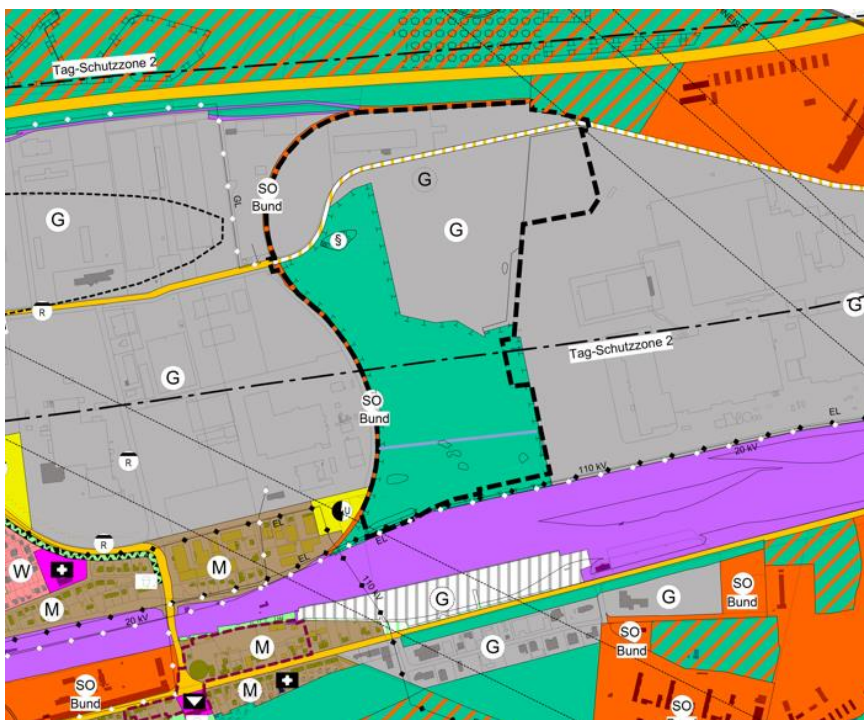 Tag-Schutzzone 2
SO
Bund
G
G
GL
G
§
G
R
Tag-Schutzzone 2
G
SO
Bund
R
EL
110 kV
20 kV
U
EL
EL
R
W
M
M
110 kV
20 kV
G
G
SO
Bund
M
G
SO
Bund
SO
Bund
M
SO
Bund